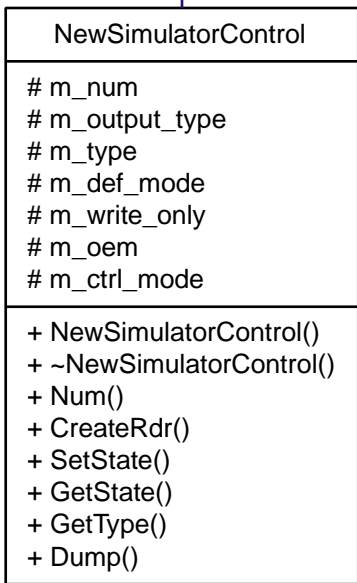 NewSimulatorControl
# m_num
# m_output_type
# m_type
# m_def_mode
# m_write_only
# m_oem
# m_ctrl_mode
+ NewSimulatorControl()
+ ~NewSimulatorControl()
+ Num()
+ CreateRdr()
+ SetState()
+ GetState()
+ GetType()
+ Dump()